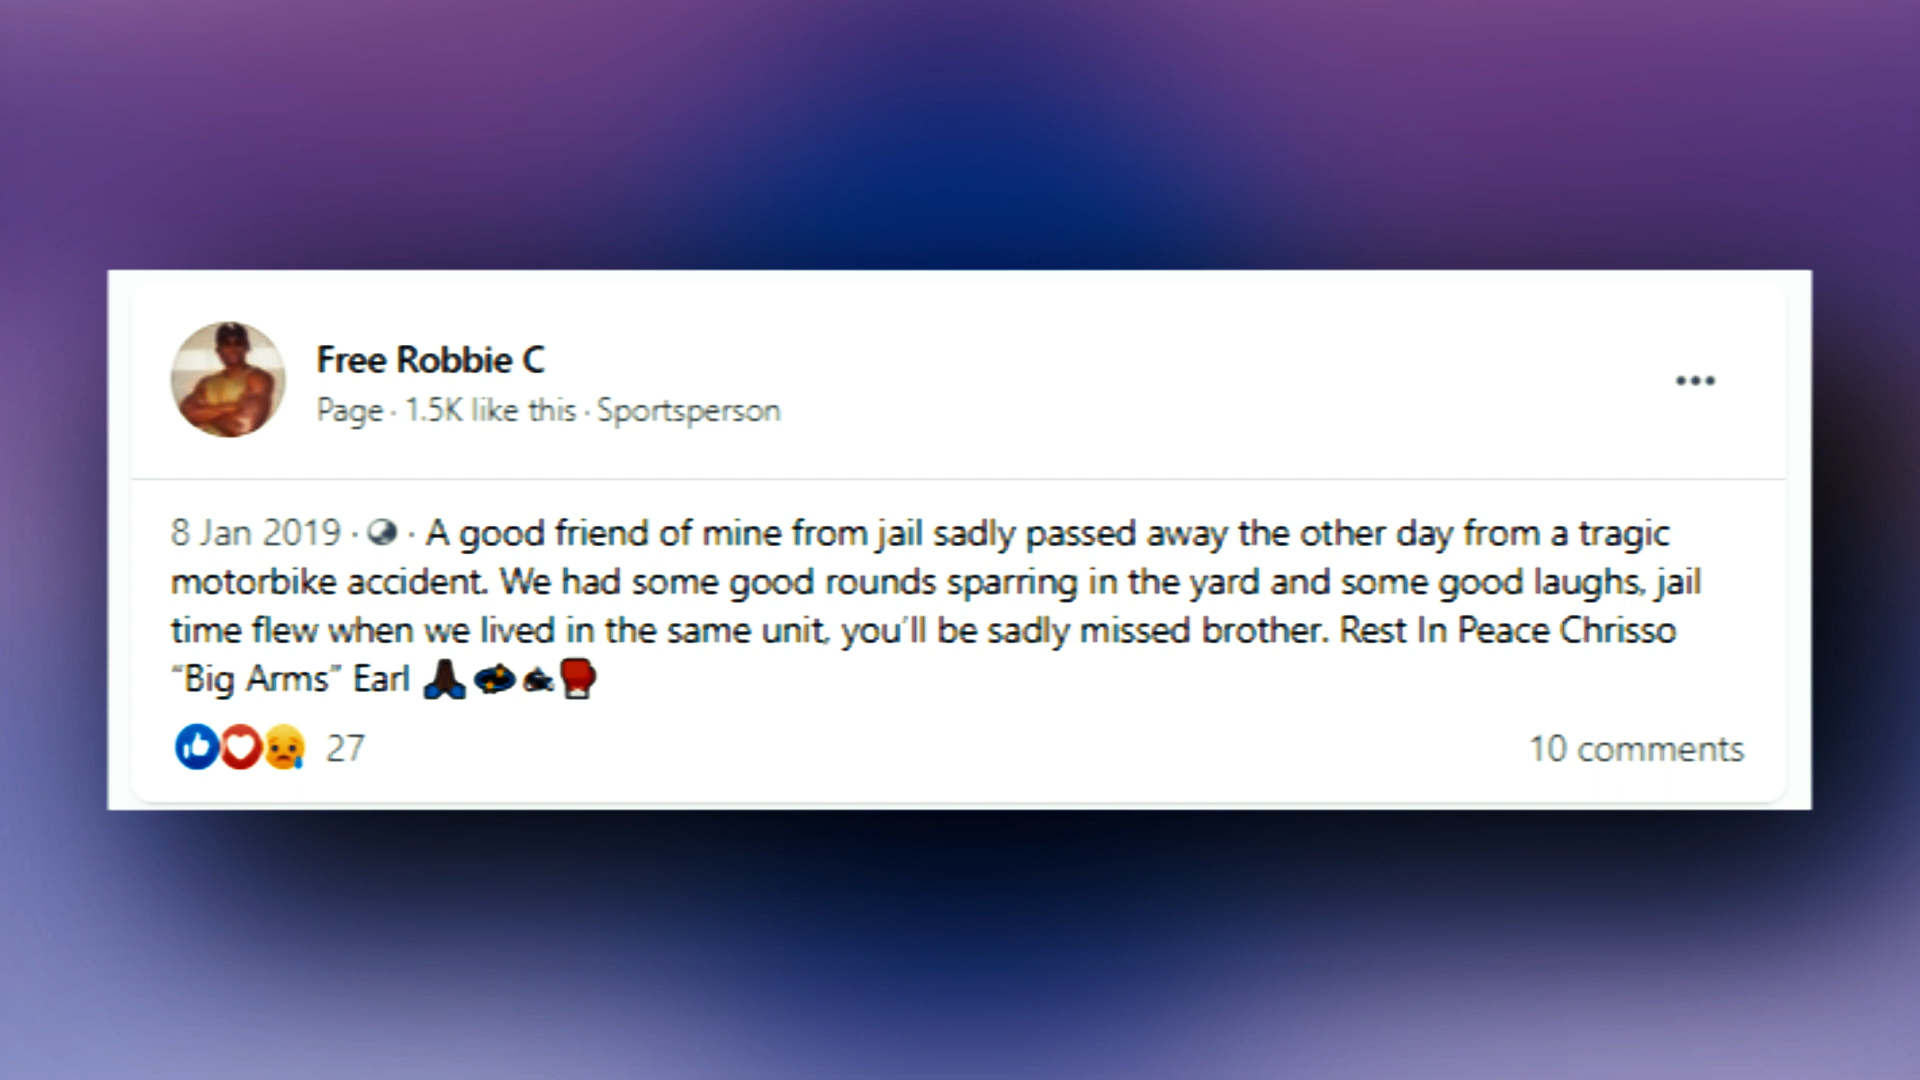 Free Robbie C
Page · 1.5K like this · Sportsperson
8 Jan 2019 · · A good friend of mine from jail sadly passed away the other day from a tragic
motorbike accident. We had some good rounds sparring in the yard and some good laughs, jail
time flew when we lived in the same unit, you'll be sadly missed brother. Rest In Peace Chrisso
“Big Arms” Earl
27
10 comments